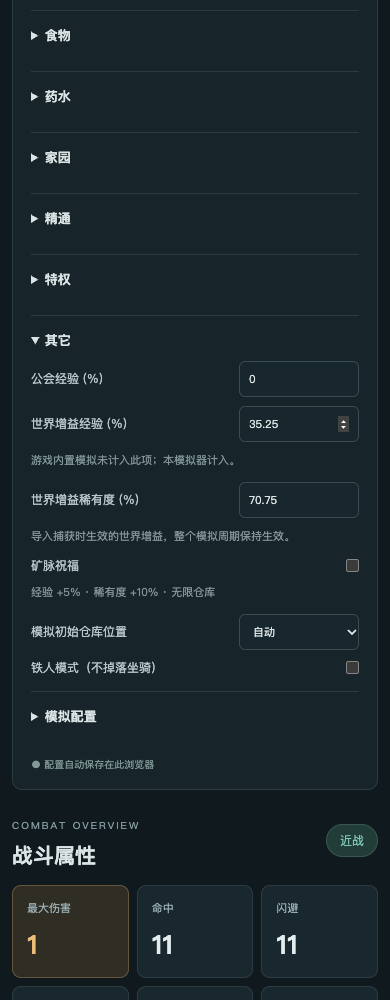 食物
药水
家园
精通
特权
其它
公会经验 (%)
0
世界增益经验 (%)
35.25
游戏内置模拟未计入此项；本模拟器计入。
世界增益稀有度 (%)
70.75
导入捕获时生效的世界增益，整个模拟周期保持生效。
矿脉祝福
经验 +5% · 稀有度 +10% · 无限仓库
模拟初始仓库位置
自动
铁人模式（不掉落坐骑）
模拟配置
配置自动保存在此浏览器
COMBAT OVERVIEW
战斗属性
近战
最大伤害
命中
闪避
1
11
11